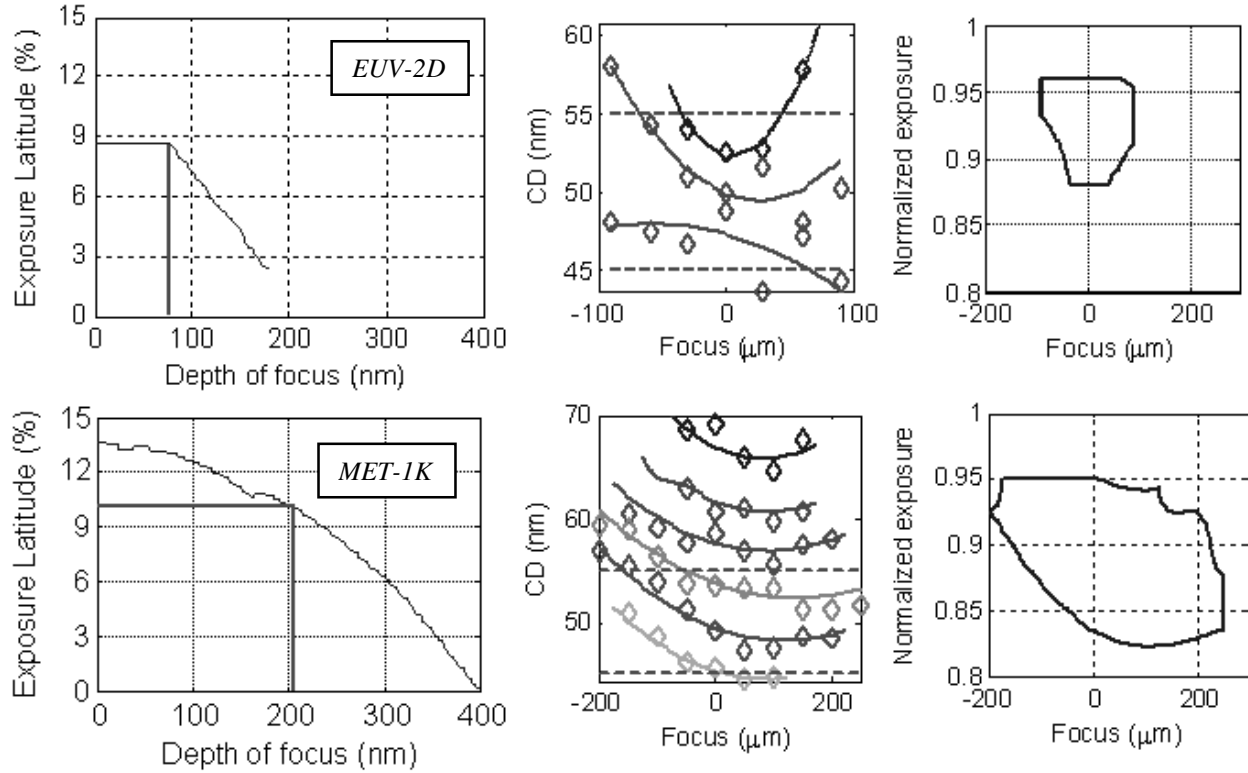 15
12
9
6
3
0
Exposure Latitude (%)
EUV-2D
0 100 200 300 400
Depth of focus (nm)
60
55
50
45
CD (nm)
-100 0 100
Focus (μm)
1
0.95
0.9
0.85
0.8
Normalized exposure
-200 0 200
Focus (μm)
15
12
9
6
3
0
Exposure Latitude (%)
MET-1K
0 100 200 300 400
Depth of focus (nm)
70
60
50
CD (nm)
-200 0 200
Focus (μm)
1
0.95
0.9
0.85
0.8
Normalized exposure
-200 0 200
Focus (μm)